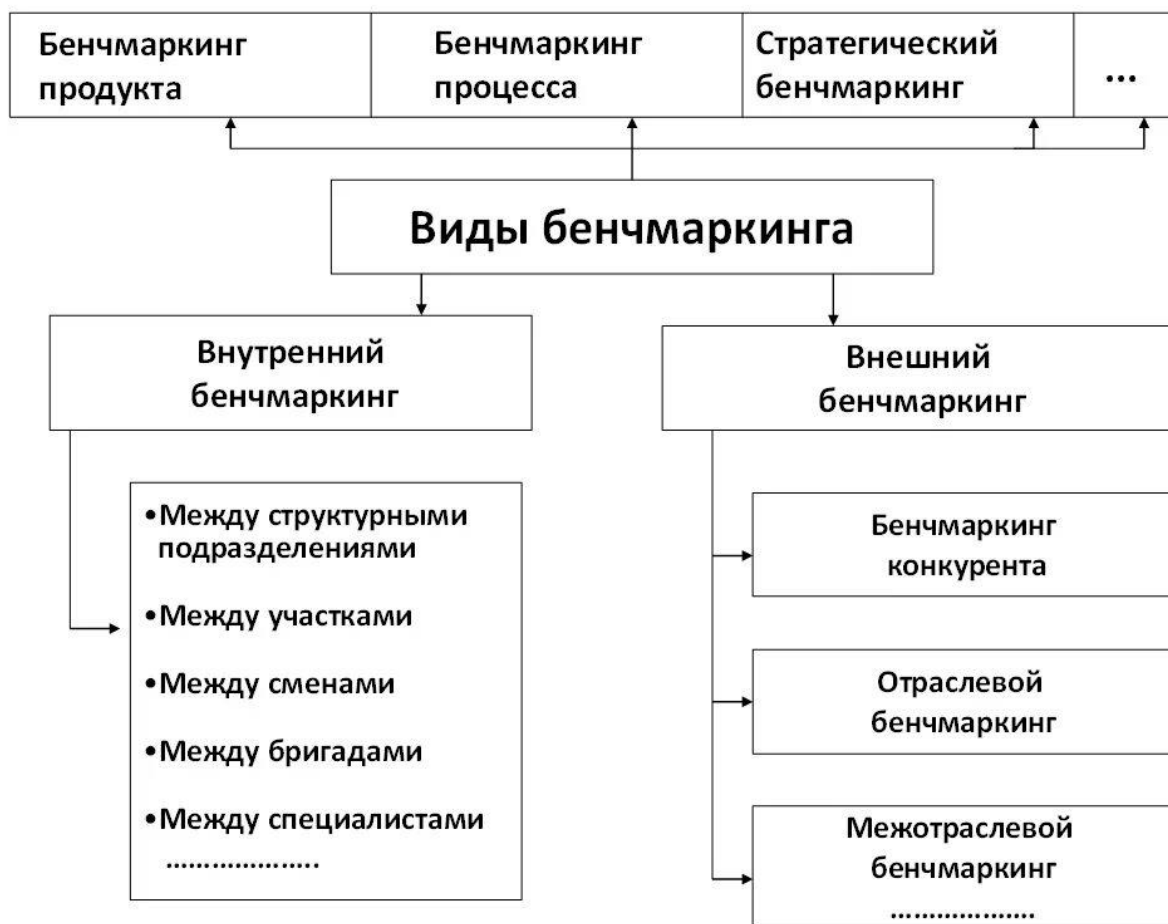 Бенчмаркинг
продукта
Бенчмаркинг
процесса
Стратегический
бенчмаркинг
...
Виды бенчмаркинга
Внутренний
бенчмаркинг
Внешний
бенчмаркинг
•Между структурными
подразделениями
•Между участками
•Между сменами
•Между бригадами
•Между специалистами
....................
Бенчмаркинг
конкурента
Отраслевой
бенчмаркинг
Межотраслевой
бенчмаркинг
....................